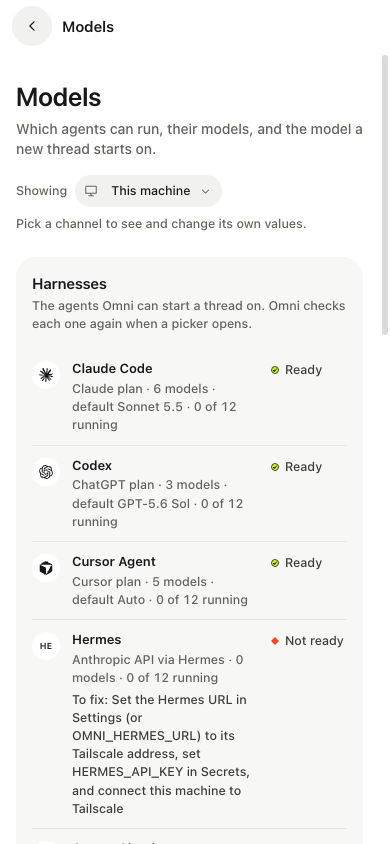 Models
Models
Which agents can run, their models, and the model a
new thread starts on.
Showing This machine
Pick a channel to see and change its own values.
Harnesses
The agents Omni can start a thread on. Omni checks
each one again when a picker opens.
Claude Code Ready
Claude plan · 6 models ·
default Sonnet 5.5 · 0 of 12
running
Codex Ready
ChatGPT plan · 3 models ·
default GPT-5.6 Sol · 0 of 12
running
Cursor Agent Ready
Cursor plan · 5 models ·
default Auto · 0 of 12 running
HE Hermes Not ready
Anthropic API via Hermes · 0
models · 0 of 12 running
To fix: Set the Hermes URL in
Settings (or
OMNI_HERMES_URL) to its
Tailscale address, set
HERMES_API_KEY in Secrets,
and connect this machine to
Tailscale